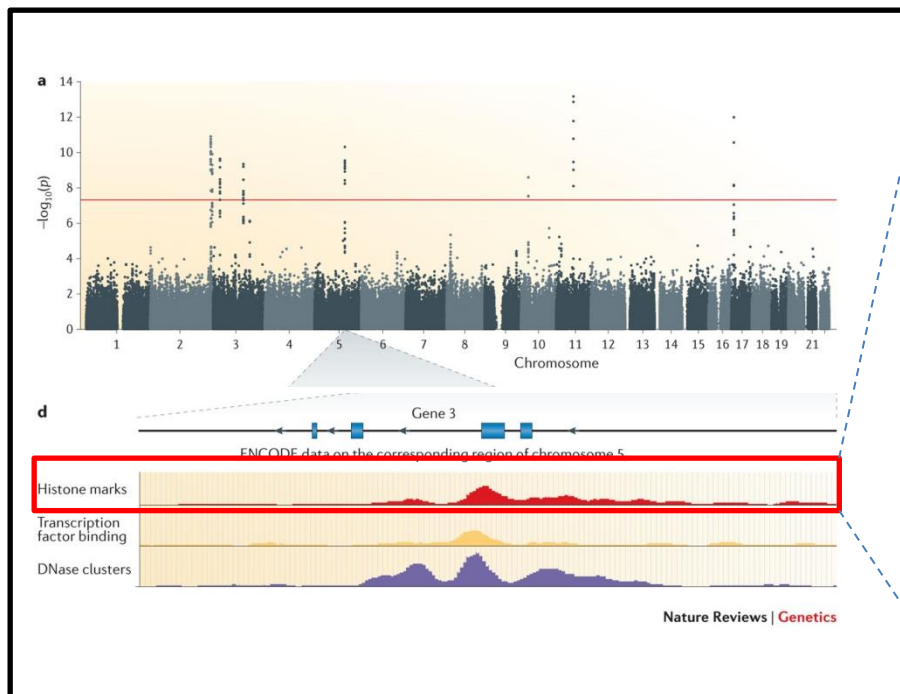 a
14
12
10
8
6
4
2
0
–log10(p)
1 2 3 4 5 6 7 8 9 10 11 12 13 14 15 16 17 18 19 20 21
Chromosome
d
Gene 3
ENCODE data on the corresponding region of chromosome 5
Histone marks
Transcription
factor binding
DNase clusters
Nature Reviews | Genetics